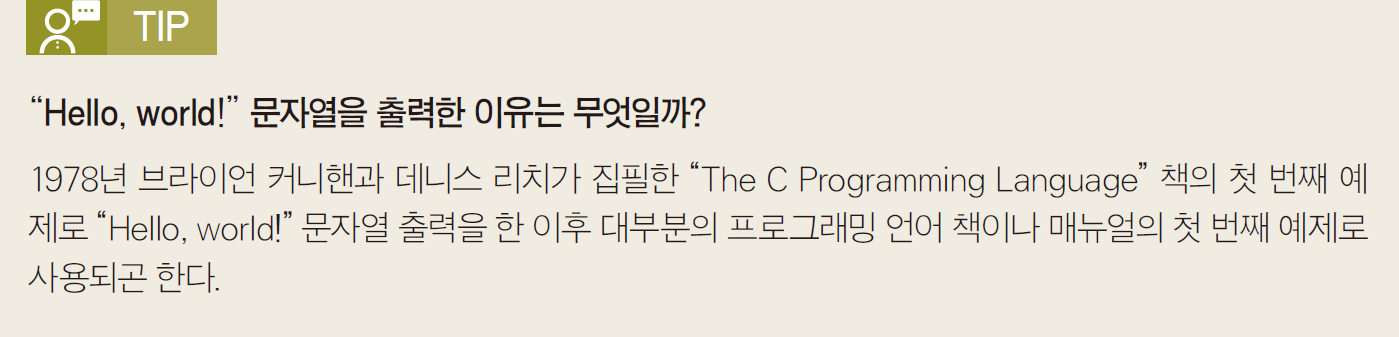 TIP
“Hello, world!” 문자열을 출력한 이유는 무엇일까?
1978년 브라이언 커니핸과 데니스 리치가 집필한 “The C Programming Language” 책의 첫 번째 예
제로 “Hello, world!” 문자열 출력을 한 이후 대부분의 프로그래밍 언어 책이나 매뉴얼의 첫 번째 예제로
사용되곤 한다.